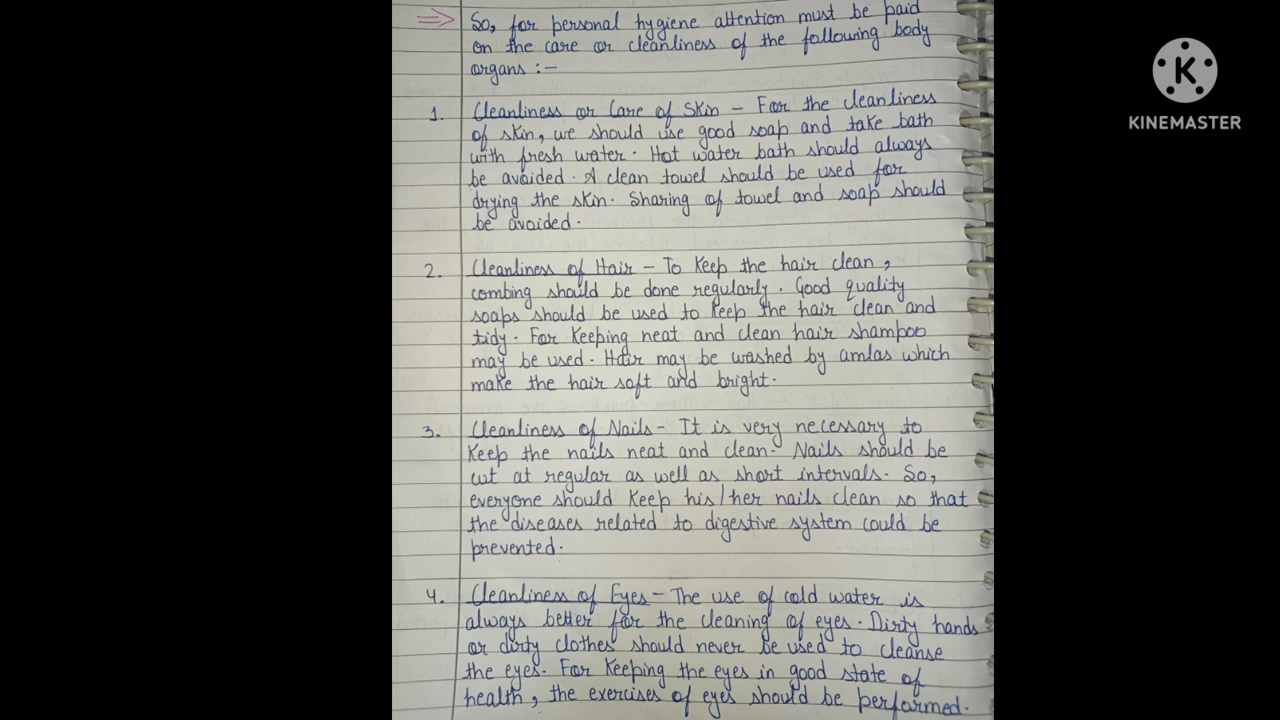 ⇒ So, for personal hygiene attention must be paid
on the care or cleanliness of the following body
organs :-
1. Cleanliness or Care of Skin - For the cleanliness
of skin, we should use good soap and take bath
with fresh water. Hot water bath should always
be avoided. A clean towel should be used for
drying the skin. Sharing of towel and soap should
be avoided.
2. Cleanliness of Hair - To Keep the hair clean,
combing should be done regularly. Good quality
soaps should be used to keep the hair clean and
tidy. For Keeping neat and clean hair shampoo
may be used. Hair may be washed by amlas which
make the hair soft and bright.
3. Cleanliness of Nails - It is very necessary to
Keep the nails neat and clean. Nails should be
cut at regular as well as short intervals. So,
everyone should Keep his/her nails clean so that
the diseases related to digestive system could be
prevented.
4. Cleanliness of Eyes - The use of cold water is
always better for the cleaning of eyes. Dirty hands
or dirty clothes should never be used to cleanse
the eyes. For Keeping the eyes in good state of
health, the exercises of eyes should be performed.
K
KINEMASTER